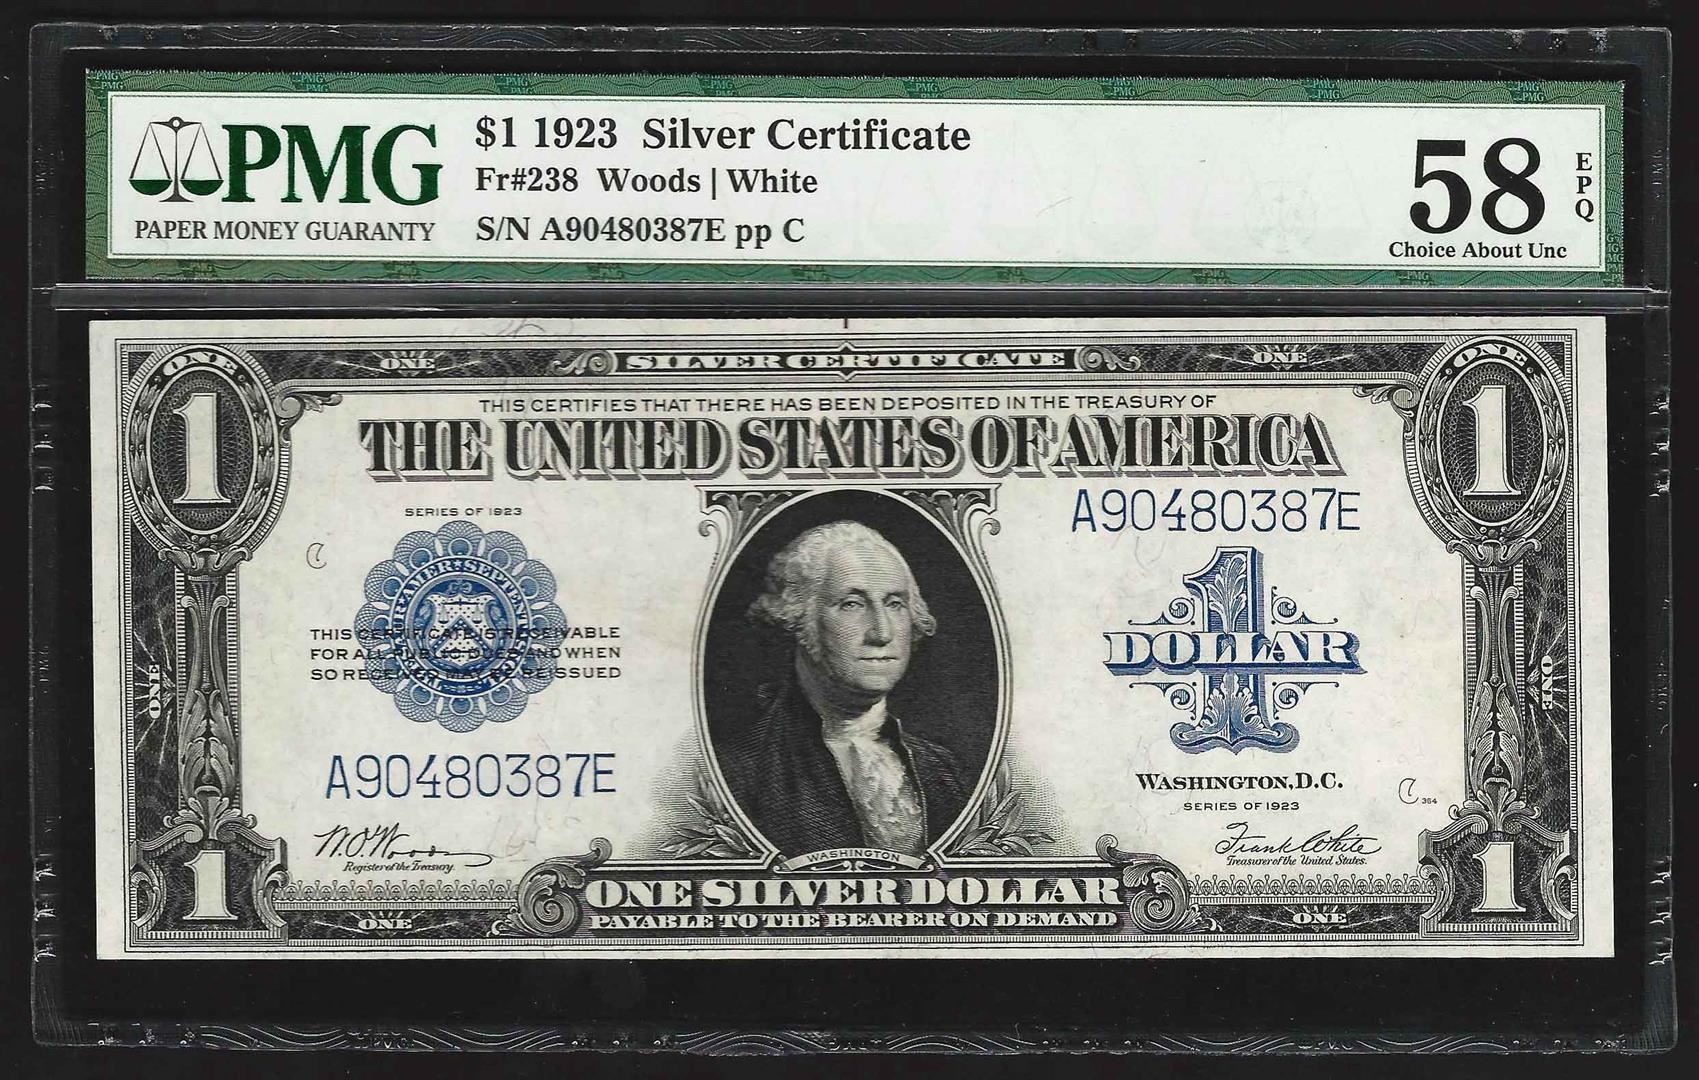 PMG
PAPER MONEY GUARANTY
$1 1923 Silver Certificate
Fr#238 Woods | White
S/N A90480387E pp C
58
EPQ
Choice About Unc
ONE
ONE
SILVER CERTIFICATE
ONE
ONE
1
1
THIS CERTIFIES THAT THERE HAS BEEN DEPOSITED IN THE TREASURY OF
THE UNITED STATES OF AMERICA
SERIES OF 1923
A90480387E
C
THIS CERTIFICATE IS RECEIVABLE
FOR ALL PUBLIC DUES AND WHEN
SO RECEIVED MAY BE REISSUED
1
DOLLAR
ONE
ONE
A90480387E
WASHINGTON, D.C.
SERIES OF 1923
C 364
W.O. Woods
Register of the Treasury.
Frank White
Treasurer of the United States.
WASHINGTON
1
1
ONE SILVER DOLLAR
ONE
PAYABLE TO THE BEARER ON DEMAND
ONE